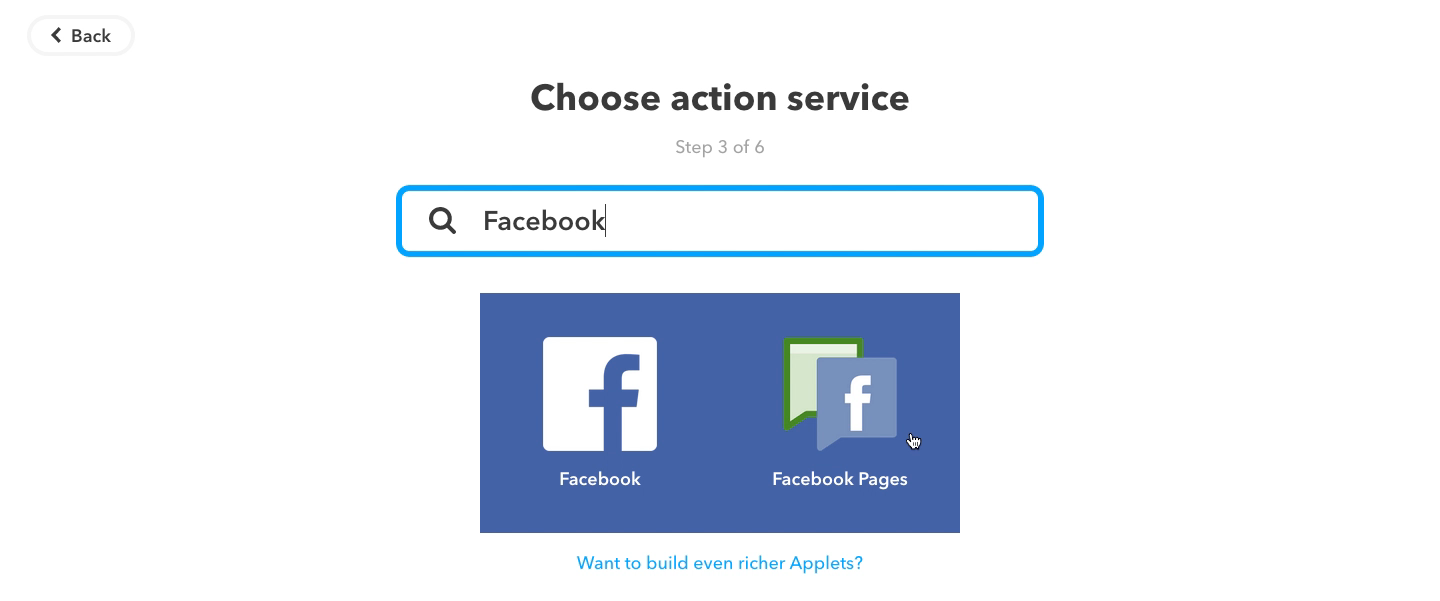 Back
Choose action service
Step 3 of 6
Facebook
Facebook
Facebook Pages
Want to build even richer Applets?